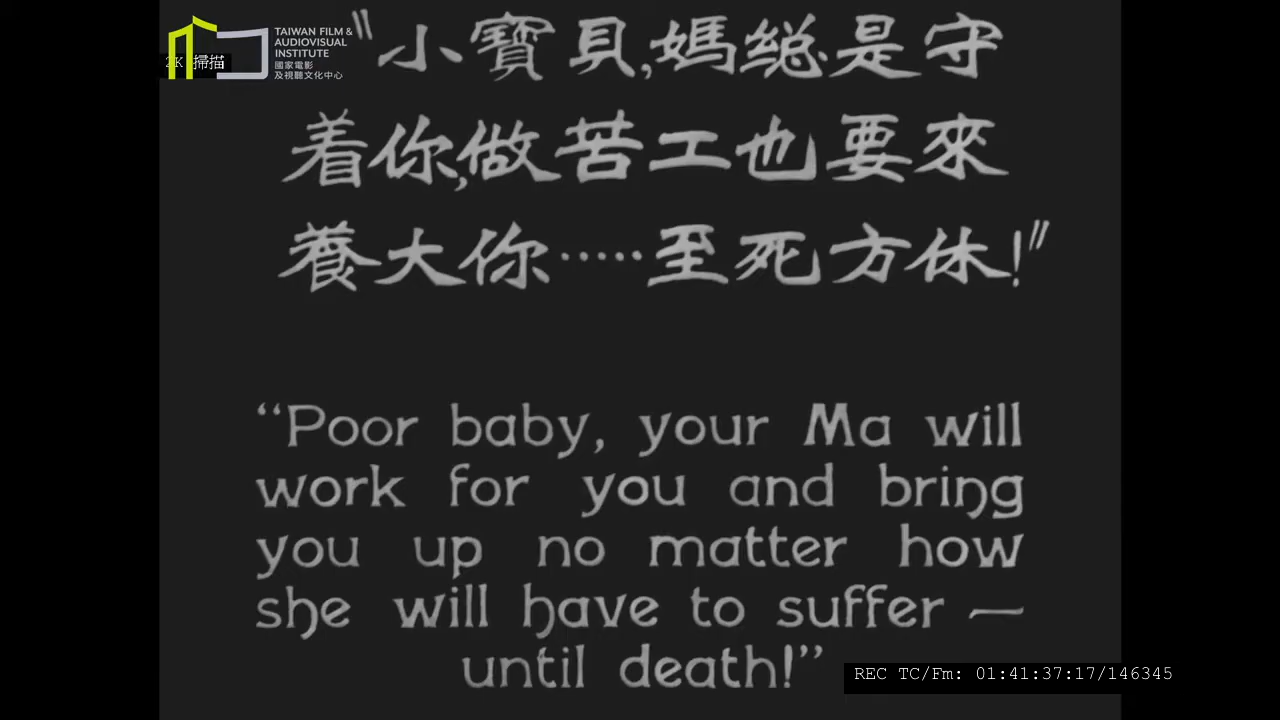 TAIWAN FILM &
AUDIOVISUAL
INSTITUTE
國家電影
及視聽文化中心
2K 掃描
"小寶貝,媽総是守
着你,做苦工也要來
養大你·····至死方休!"
“Poor baby, your Ma will
work for you and bring
you up no matter how
she will have to suffer —
until death!”
REC TC/Fm: 01:41:37:17/146345